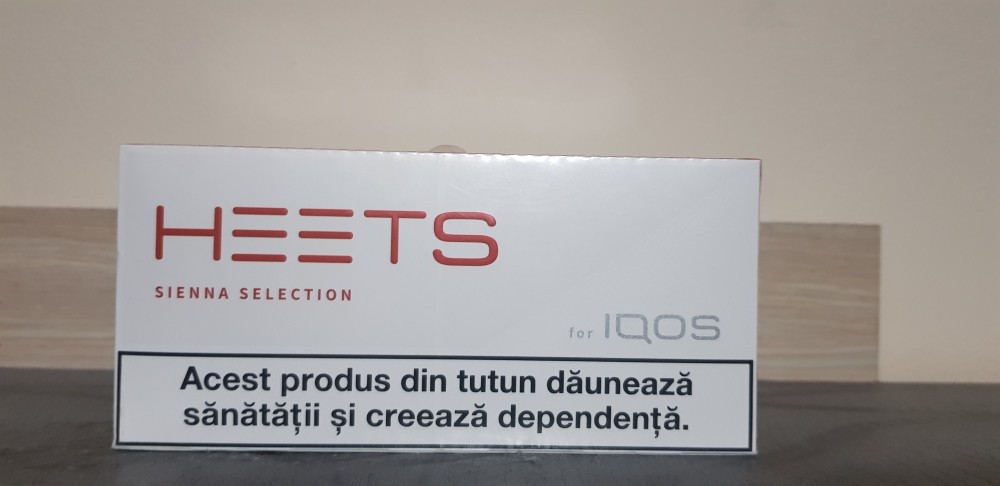 HEETS
SIENNA SELECTION
for IQOS
Acest produs din tutun dăunează
sănătății și creează dependență.